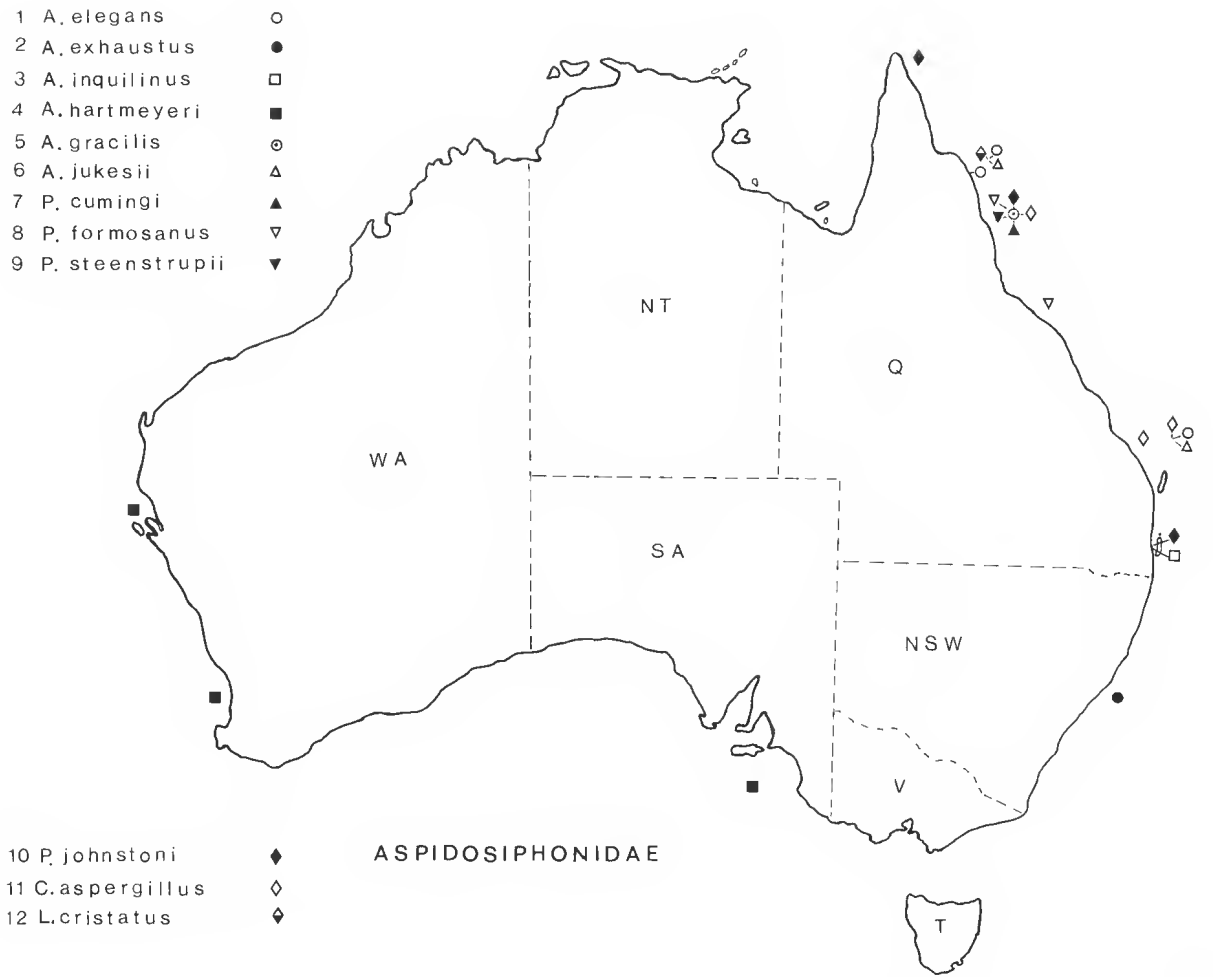 1 A. elegans
2 A. exhaustus
3 A. inquilinus
4 A. hartmeyeri
5 A. gracilis
6 A. jukesii
7 P. cumingi
8 P. formosanus
9 P. steenstrupii
NT
Q
WA
SA
NSW
V
10 P. johnstoni
11 C. aspergillus
12 L. cristatus
ASPIDOSIPHONIDAE
T